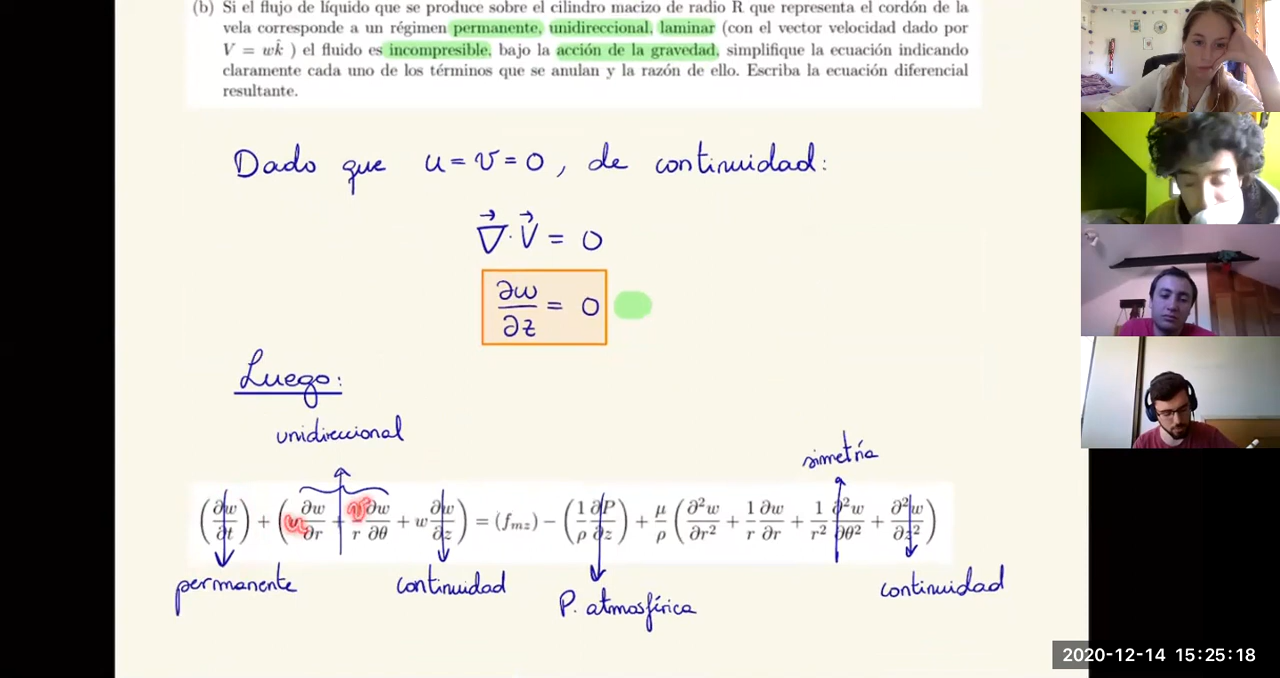 (b) Si el flujo de líquido que se produce sobre el cilindro macizo de radio R que representa el cordón de la
vela corresponde a un régimen permanente, unidireccional, laminar (con el vector velocidad dado por
V = wk̂ ) el fluido es incompresible, bajo la acción de la gravedad, simplifique la ecuación indicando
claramente cada uno de los términos que se anulan y la razón de ello. Escriba la ecuación diferencial
resultante.
Dado que u = v = 0 , de continuidad:
∇⃗ · V⃗ = 0
∂w/∂z = 0
Luego:
unidireccional
simetría
(∂w/∂t) + (u ∂w/∂r + v/r ∂w/∂θ + w ∂w/∂z) = (f_mz) − (1/ρ ∂P/∂z) + μ/ρ (∂²w/∂r² + 1/r ∂w/∂r + 1/r² ∂²w/∂θ² + ∂²w/∂z²)
permanente continuidad P. atmosférica continuidad
2020-12-14 15:25:18